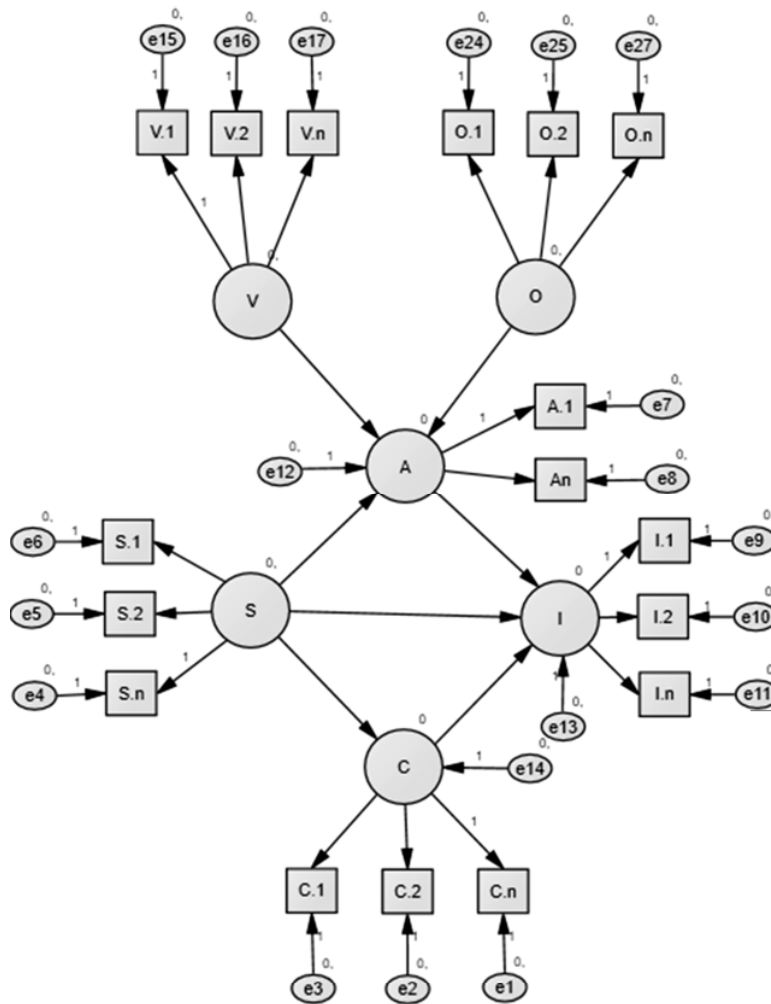 0, 0, 0, 0, 0, 0,
e15 e16 e17 e24 e25 e27
1 1 1 1 1 1
V.1 V.2 V.n O.1 O.2 O.n
1
0, 0,
V O
0, 0,
A.1 1 e7
1
0
0, 1 A
e12
An 1 e8
0,
0, 0, 0 0
e6 1 S.1 I.1 1 e9
1
0, 0
e5 1 S.2 S I I.2 1 e10
1
0, 0
e4 1 S.n 1 I.n 1 e11
0,
e13
0 0,
C 1 e14
1
C.1 C.2 C.n
1 1 1
0, 0, 0,
e3 e2 e1